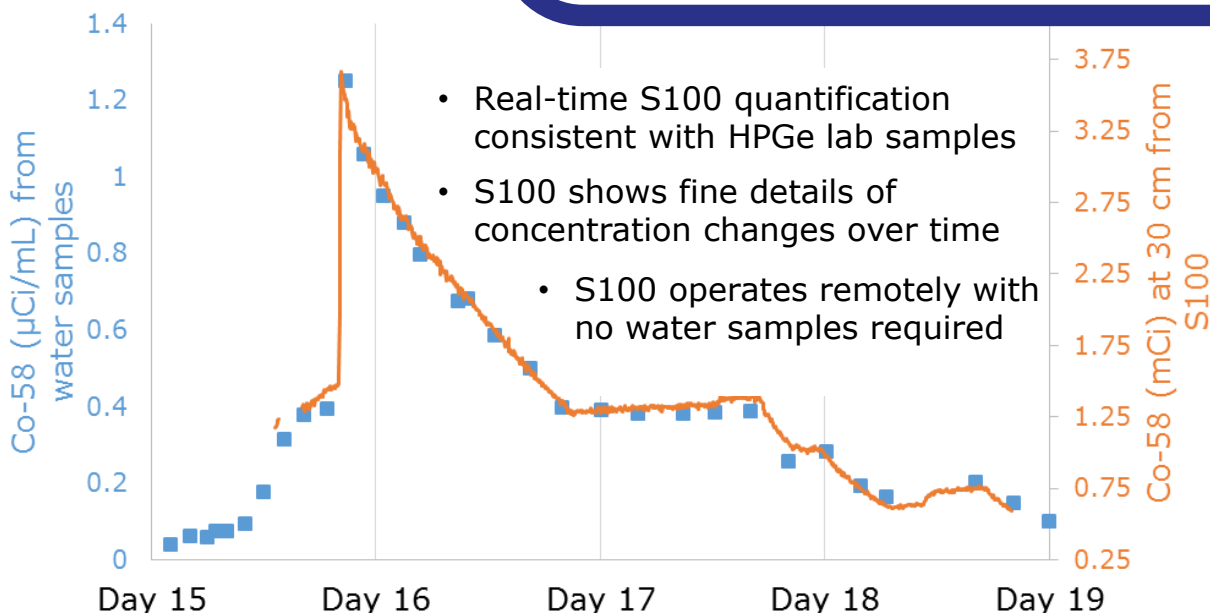 1.4
1.2
1
0.8
0.6
0.4
0.2
0
Co-58 (µCi/mL) from
water samples
• Real-time S100 quantification
consistent with HPGe lab samples
• S100 shows fine details of
concentration changes over time
• S100 operates remotely with
no water samples required
3.75
3.25
2.75
2.25
1.75
1.25
0.75
0.25
Co-58 (mCi) at 30 cm from
S100
Day 15
Day 16
Day 17
Day 18
Day 19